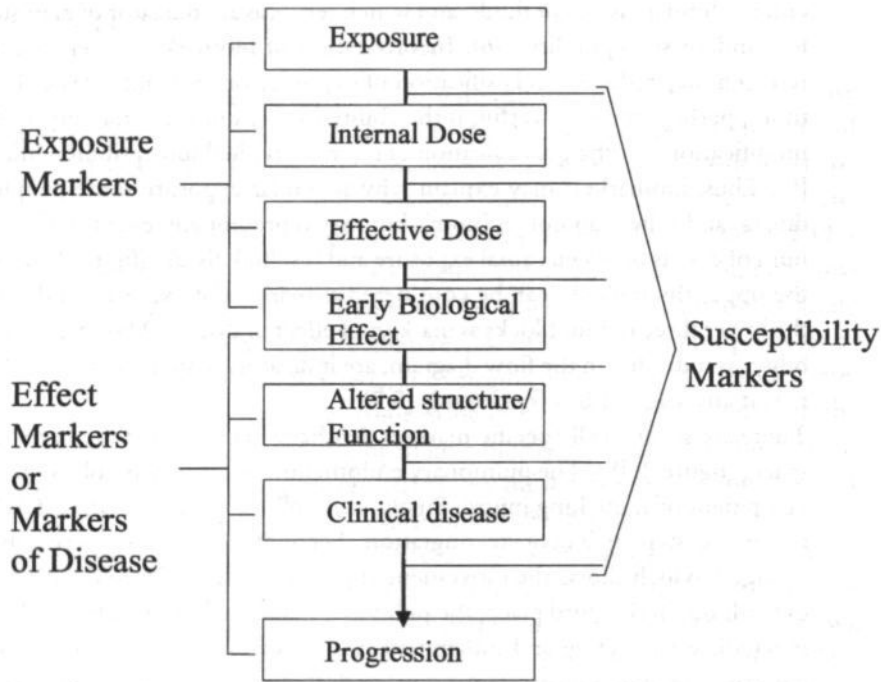 Exposure
Internal Dose
Exposure
Markers
Effective Dose
Early Biological
Effect
Susceptibility
Markers
Effect
Markers
or
Markers
of Disease
Altered structure/
Function
Clinical disease
Progression